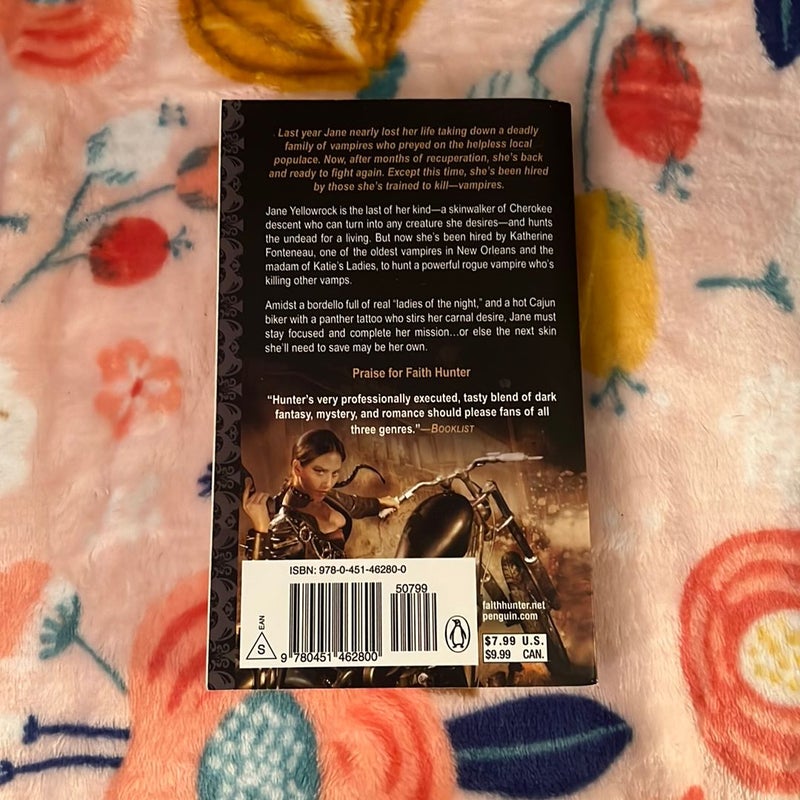 Last year Jane nearly lost her life taking down a deadly
family of vampires who preyed on the helpless local
populace. Now, after months of recuperation, she's back
and ready to fight again. Except this time, she's been hired
by those she's trained to kill—vampires.
Jane Yellowrock is the last of her kind—a skinwalker of Cherokee
descent who can turn into any creature she desires—and hunts
the undead for a living. But now she's been hired by Katherine
Fonteneau, one of the oldest vampires in New Orleans and the
madam of Katie's Ladies, to hunt a powerful rogue vampire who's
killing other vamps.
Amidst a bordello full of real “ladies of the night,” and a hot Cajun
biker with a panther tattoo who stirs her carnal desire, Jane must
stay focused and complete her mission...or else the next skin
she'll need to save may be her own.
Praise for Faith Hunter
“Hunter's very professionally executed, tasty blend of dark
fantasy, mystery, and romance should please fans of all
three genres.”—BOOKLIST
ISBN: 978-0-451-46280-0
50799
EAN
S
9 780451 462800
faithhunter.net
penguin.com
$7.99 U.S.
$9.99 CAN.